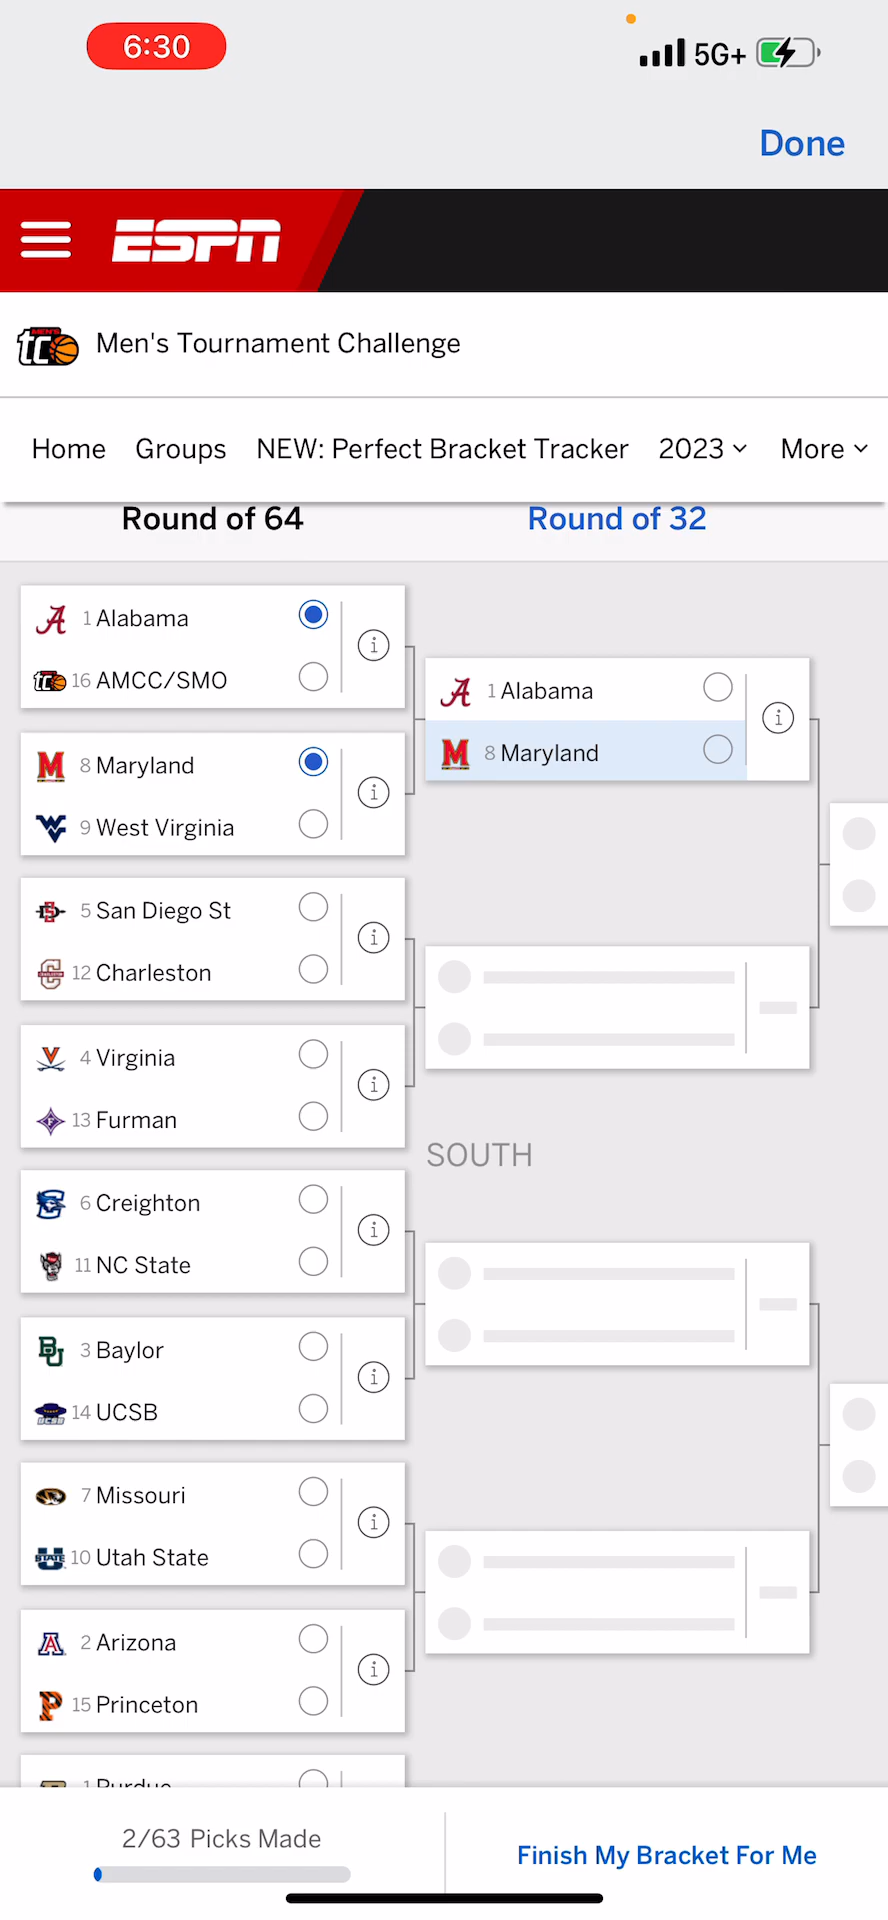 6:30
5G+
Done
ESPN
Men's Tournament Challenge
Home Groups NEW: Perfect Bracket Tracker 2023 More
Round of 64 Round of 32
1 Alabama
16 AMCC/SMO
8 Maryland
9 West Virginia
5 San Diego St
12 Charleston
4 Virginia
13 Furman
6 Creighton
11 NC State
3 Baylor
14 UCSB
7 Missouri
10 Utah State
2 Arizona
15 Princeton
1 Purdue
1 Alabama
8 Maryland
SOUTH
2/63 Picks Made
Finish My Bracket For Me